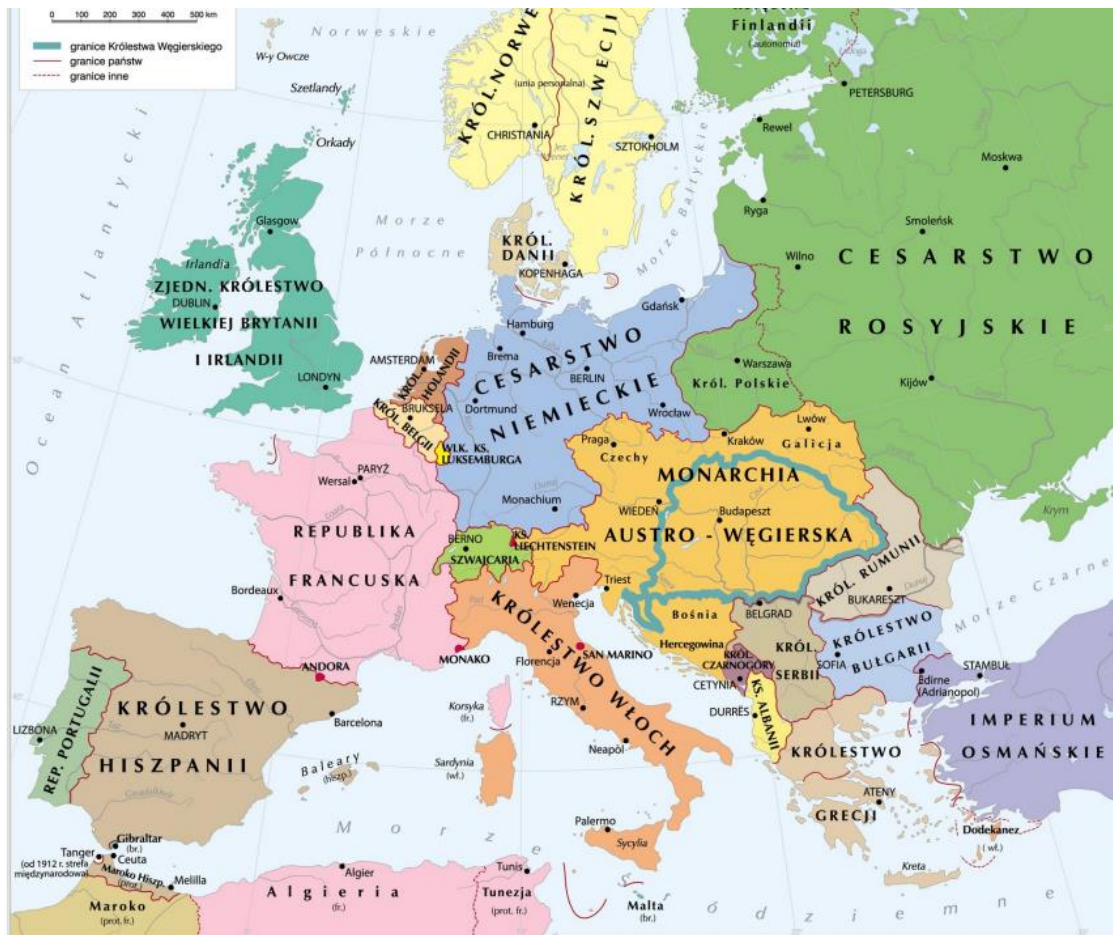 0 100 200 300 400 500 km
granice Królestwa Węgierskiego
granice państw
granice inne
Norweskie
W-y Owcze
Szetlandy
Orkady
Ocean Atlantycki
Morze
Północne
Morze Bałtyckie
KRÓL. NORWE
KRÓL. SZWECJI
(unia personalna)
CHRISTIANIA
SZTOKHOLM
Finlandii
(autonomia)
PETERSBURG
Rewel
Moskwa
Ryga
Smoleńsk
Wilno
CESARSTWO
ROSYJSKIE
Kijów
Krym
Glasgow
Irlandia
ZJEDN. KRÓLESTWO
DUBLIN
WIELKIEJ BRYTANII
I IRLANDII
LONDYN
KRÓL.
DANII
KOPENHAGA
Gdańsk
Hamburg
Brema
CESARSTWO
NIEMIECKIE
BERLIN
Dortmund
Wrocław
Monachium
Dunaj
AMSTERDAM
KRÓL.
HOLANDII
BRUKSELA
KRÓL. BELGII
WLK. KS.
LUKSEMBURGA
Warszawa
Król. Polskie
Lwów
Kraków
Galicja
Praga
Czechy
MONARCHIA
WIEDEŃ
Budapeszt
AUSTRO - WĘGIERSKA
PARYŻ
Wersal
REPUBLIKA
FRANCUSKA
Bordeaux
BERNO
SZWAJCARIA
KS.
LIECHTENSTEIN
Triest
Wenecja
Pad
Bośnia
Hercegowina
BELGRAD
KRÓL. RUMUNII
BUKARESZT
Dunaj
Morze Czarne
KRÓL.
SERBII
KRÓL.
CZARNOGÓRY
CETYNIA
KRÓLESTWO
BUŁGARII
SOFIA
Edirne
(Adrianopol)
STAMBUŁ
KS. ALBANII
DURRËS
IMPERIUM
OSMAŃSKIE
KRÓLESTWO
GRECJI
ATENY
Dodekanez
(wł.)
Kreta
KRÓLESTWO WŁOCH
Florencja
SAN MARINO
MONAKO
RZYM
Neapol
Korsyka
(fr.)
Sardynia
(wł.)
Palermo
Sycylia
ANDORA
REP. PORTUGALII
LIZBONA
KRÓLESTWO
MADRYT
HISZPANII
Barcelona
Baleary
(hiszp.)
Gibraltar
(br.)
Tanger
(od 1912 r. strefa
międzynarodowa)
Ceuta
Maroko Hiszp.
(prot.)
Melilla
Maroko
(prot. fr.)
Algier
Algieria
(fr.)
Tunis
Tunezja
(prot. fr.)
Malta
(br.)
Morze
Śródziemne